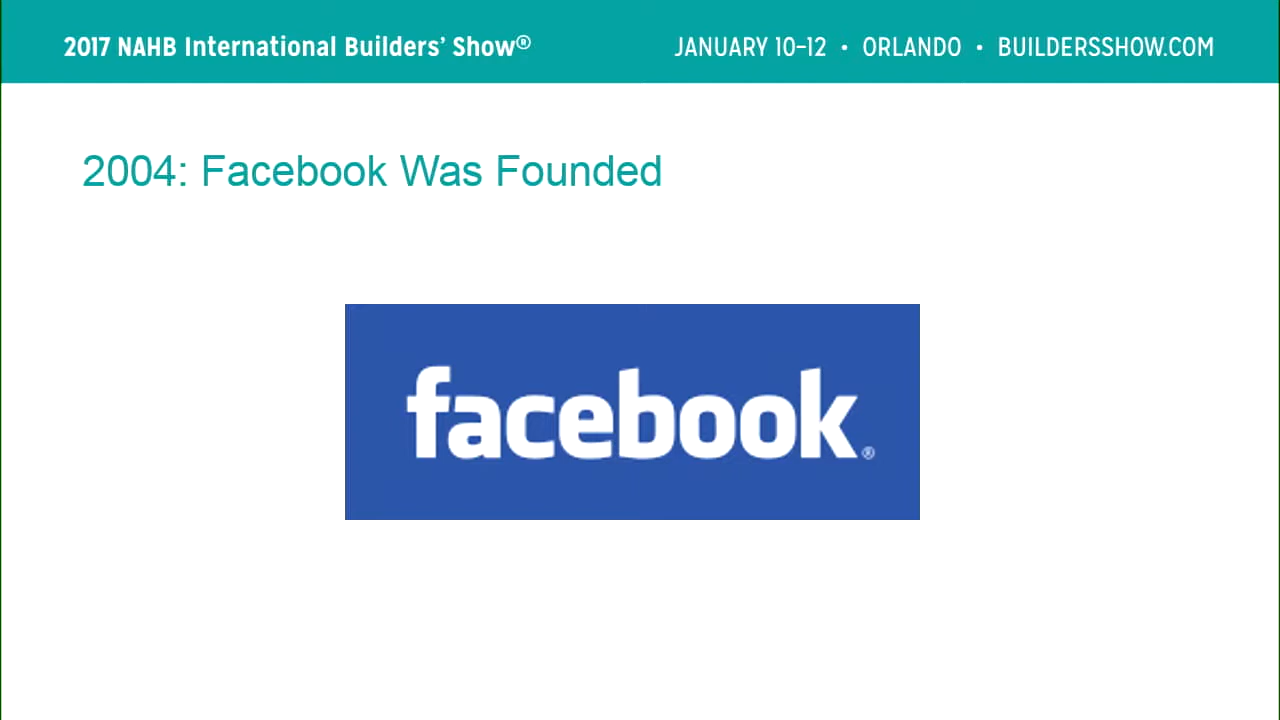 2017 NAHB International Builders’ Show®
JANUARY 10–12 • ORLANDO • BUILDERSSHOW.COM
2004: Facebook Was Founded
facebook®